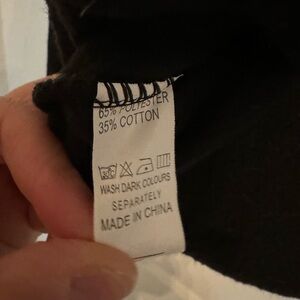 65% POLYESTER
35% COTTON
WASH DARK COLOURS
SEPARATELY
MADE IN CHINA